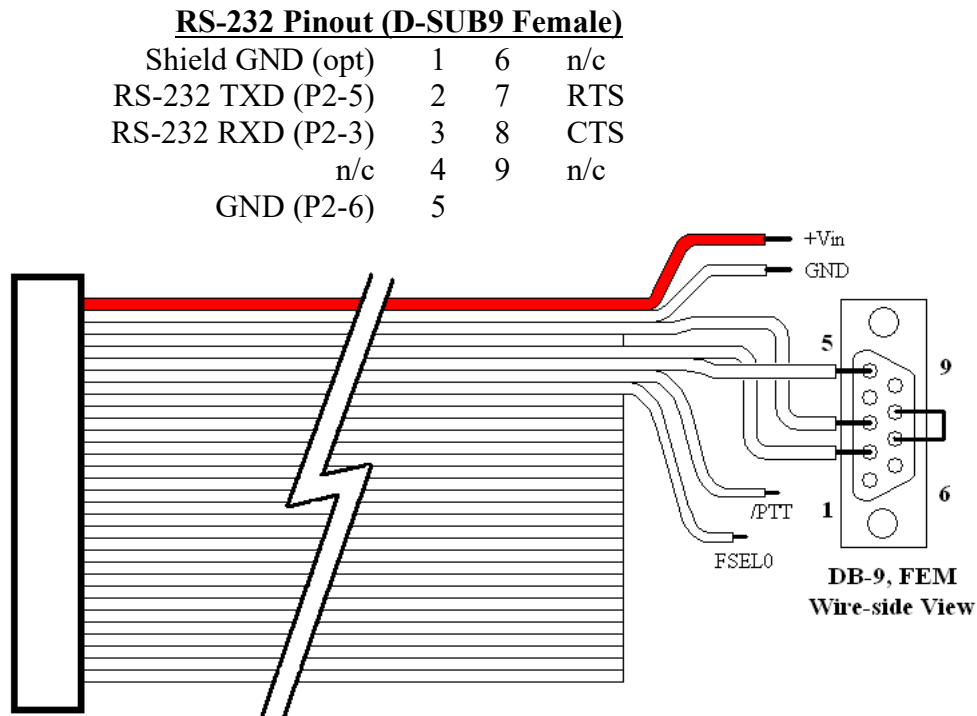 RS-232 Pinout (D-SUB9 Female)
Shield GND (opt) 1 6 n/c
RS-232 TXD (P2-5) 2 7 RTS
RS-232 RXD (P2-3) 3 8 CTS
n/c 4 9 n/c
GND (P2-6) 5
+Vin
GND
5
9
/PTT
1
6
FSEL0
DB-9, FEM
Wire-side View